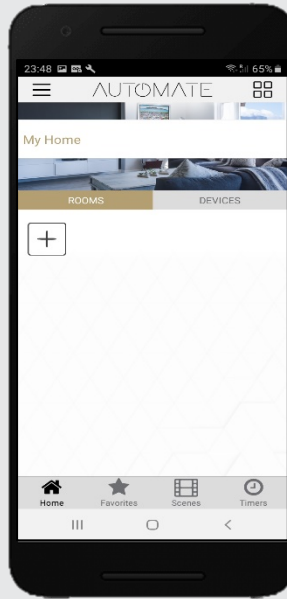 23:48 65%
AUTOMATE
My Home
ROOMS DEVICES
Home Favorites Scenes Timers